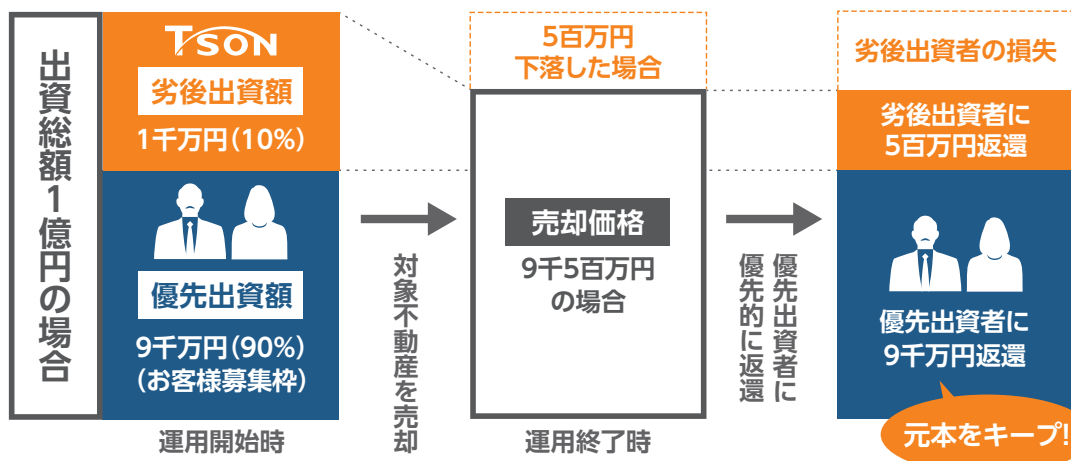 出資総額1億円の場合
TSON
劣後出資額
1千万円(10%)
優先出資額
9千万円(90%)
(お客様募集枠)
運用開始時
対象不動産を売却
5百万円
下落した場合
売却価格
9千5百万円
の場合
運用終了時
優先出資者に
優先的に返還
劣後出資者の損失
劣後出資者に
5百万円返還
優先出資者に
9千万円返還
元本をキープ!